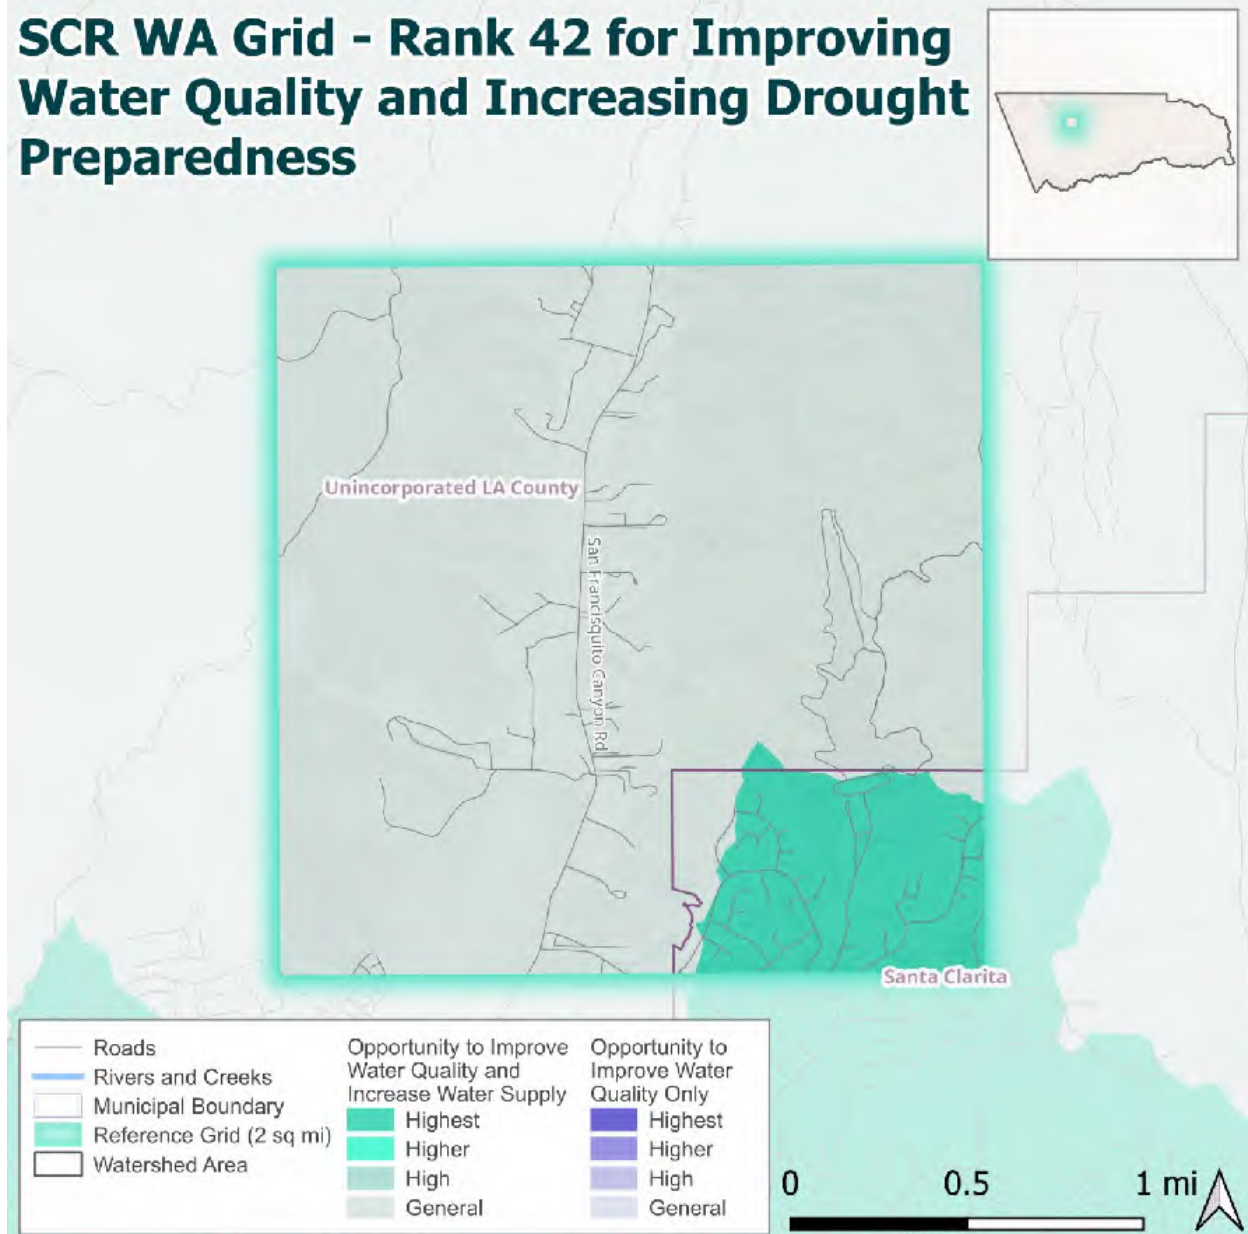 SCR WA Grid - Rank 42 for Improving
Water Quality and Increasing Drought
Preparedness
Unincorporated LA County
San Francisquito Canyon Rd
Santa Clarita
Roads
Rivers and Creeks
Municipal Boundary
Reference Grid (2 sq mi)
Watershed Area
Opportunity to Improve
Water Quality and
Increase Water Supply
Highest
Higher
High
General
Opportunity to
Improve Water
Quality Only
Highest
Higher
High
General
0 0.5 1 mi